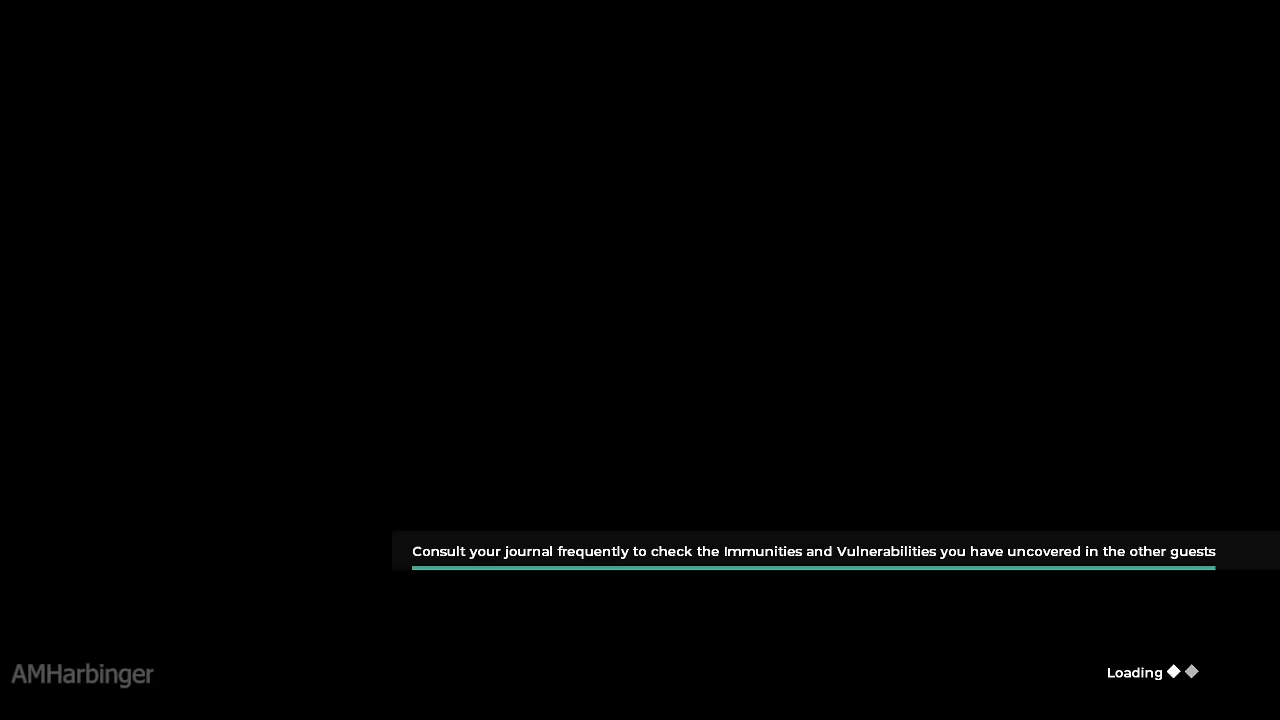 Consult your journal frequently to check the Immunities and Vulnerabilities you have uncovered in the other guests
AMHarbinger
Loading